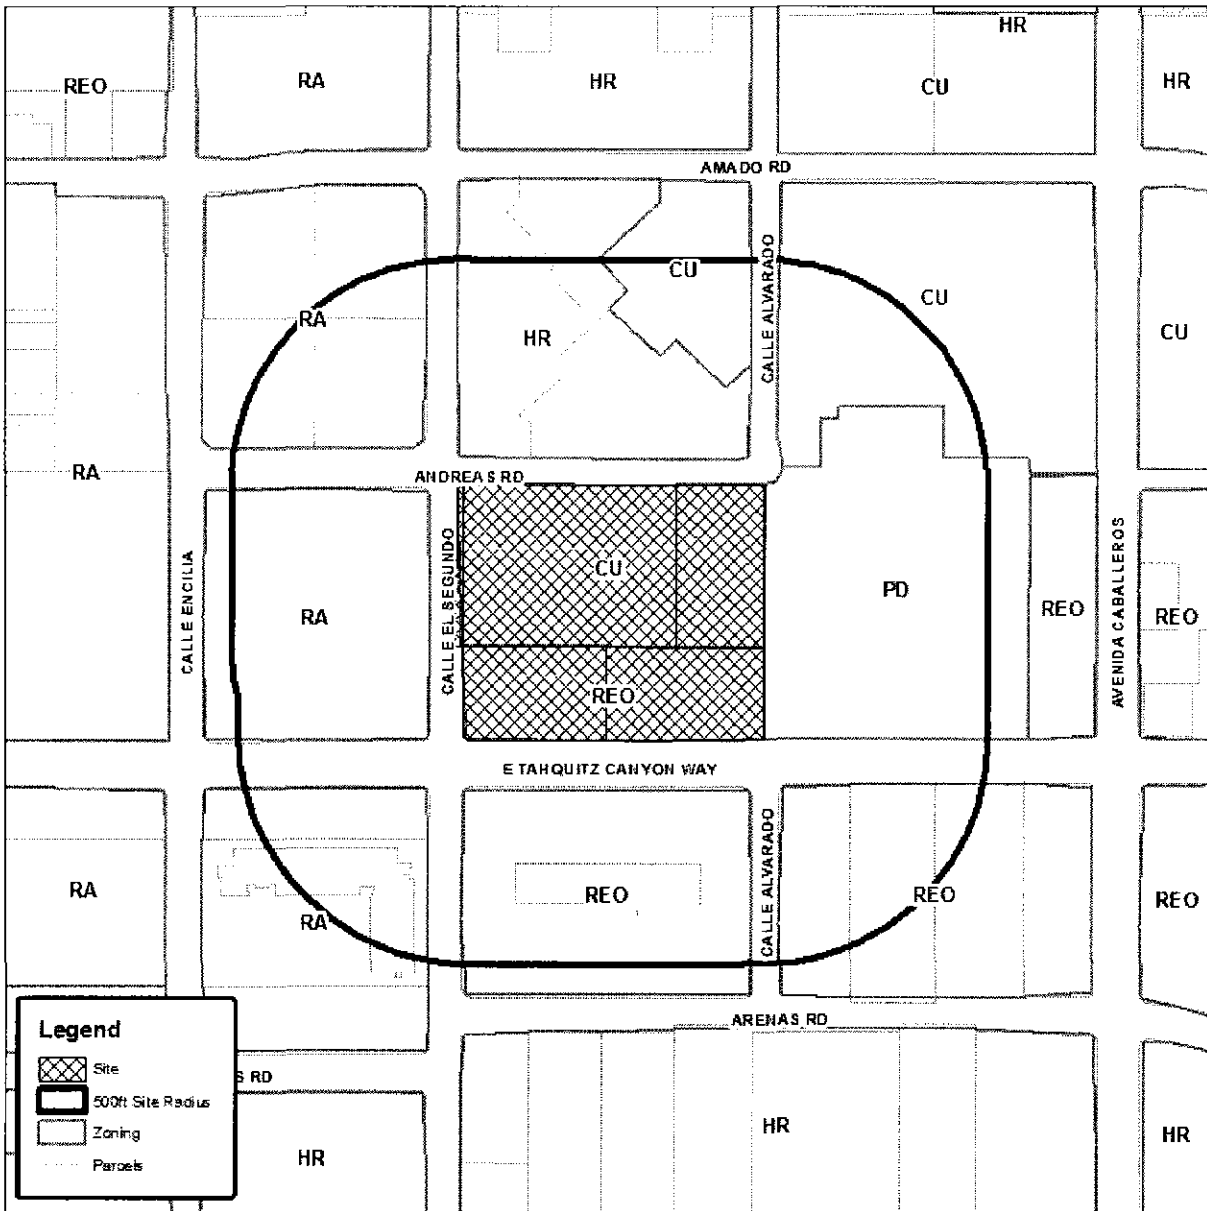 HR
REO
RA
HR
CU
HR
AMADO RD
CALLE ALVARADO
CU
CU
RA
HR
CU
RA
ANDREAS RD
CALLE ENCILIA
CALLE EL SEGUNDO
CU
RA
REO
PD
REO
AVENIDA CABALLEROS
REO
E TAHQUITZ CANYON WAY
CALLE ALVARADO
RA
RA
REO
REO
REO
ARENAS RD
Legend
Site
500ft Site Radius
Zoning
Parcels
S RD
HR
HR
HR